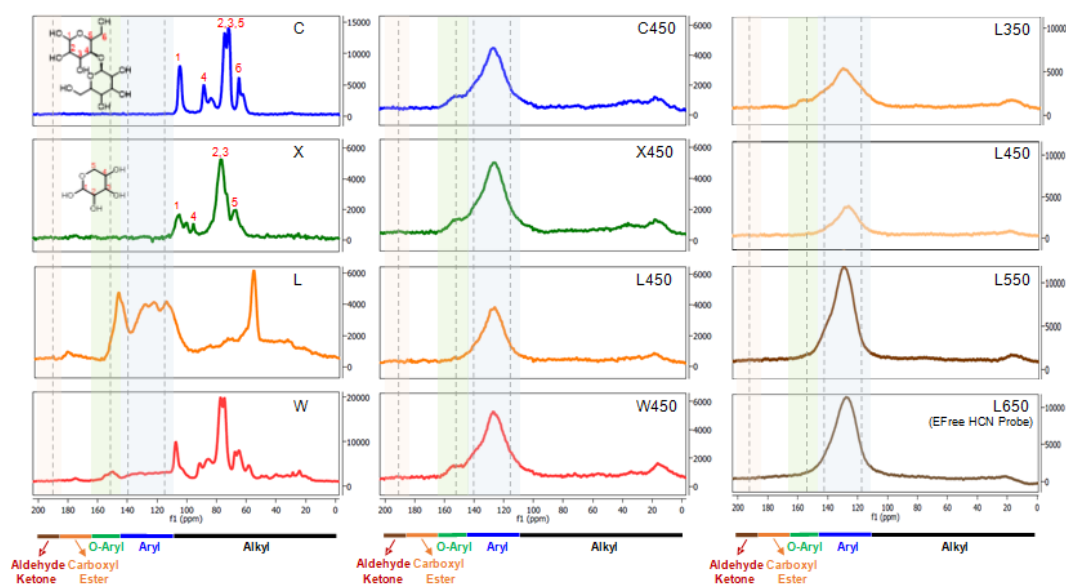 C
C450
L350
X
X450
L450
L
L450
L550
W
W450
L650
(EFree HCN Probe)
1
4
2,3,5
6
1
4
2,3
5
15000
10000
5000
0
6000
4000
2000
0
10000
5000
0
6000
4000
2000
0
6000
4000
2000
0
10000
5000
0
6000
4000
2000
0
6000
4000
2000
0
10000
5000
0
20000
10000
0
6000
4000
2000
0
10000
5000
0
200 180 160 140 120 100 80 60 40 20 0
200 180 160 140 120 100 80 60 40 20 0
200 180 160 140 120 100 80 60 40 20 0
f1 (ppm)
f1 (ppm)
f1 (ppm)
O-Aryl Aryl Alkyl
O-Aryl Aryl Alkyl
O-Aryl Aryl Alkyl
Aldehyde Carboxyl
Ketone Ester
Aldehyde Carboxyl
Ketone Ester
Aldehyde Carboxyl
Ketone Ester